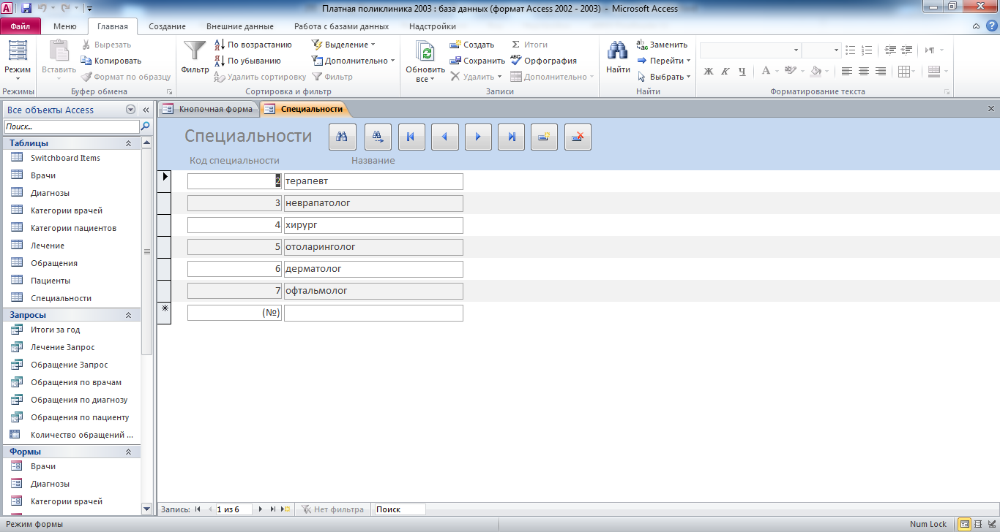 Платная поликлиника 2003 : база данных (формат Access 2002 - 2003) - Microsoft Access
Файл Меню Главная Создание Внешние данные Работа с базами данных Надстройки
Режим
Режимы
Вставить
Вырезать
Копировать
Формат по образцу
Буфер обмена
Фильтр
По возрастанию
По убыванию
Удалить сортировку
Выделение
Дополнительно
Фильтр
Сортировка и фильтр
Обновить
все
Создать
Сохранить
Удалить
Итоги
Орфография
Дополнительно
Записи
Найти
Заменить
Перейти
Выбрать
Найти
Ж К Ч А
Форматирование текста
Все объекты Access
Поиск...
Таблицы
Switchboard Items
Врачи
Диагнозы
Категории врачей
Категории пациентов
Лечение
Обращения
Пациенты
Специальности
Запросы
Итоги за год
Лечение Запрос
Обращение Запрос
Обращения по врачам
Обращения по диагнозу
Обращения по пациенту
Количество обращений ...
Формы
Врачи
Диагнозы
Категории врачей
Кнопочная форма Специальности
Специальности
Код специальности Название
2 терапевт
3 неврапатолог
4 хирург
5 отоларинголог
6 дерматолог
7 офтальмолог
(№)
Запись: 1 из 6 Нет фильтра Поиск
Режим формы Num Lock